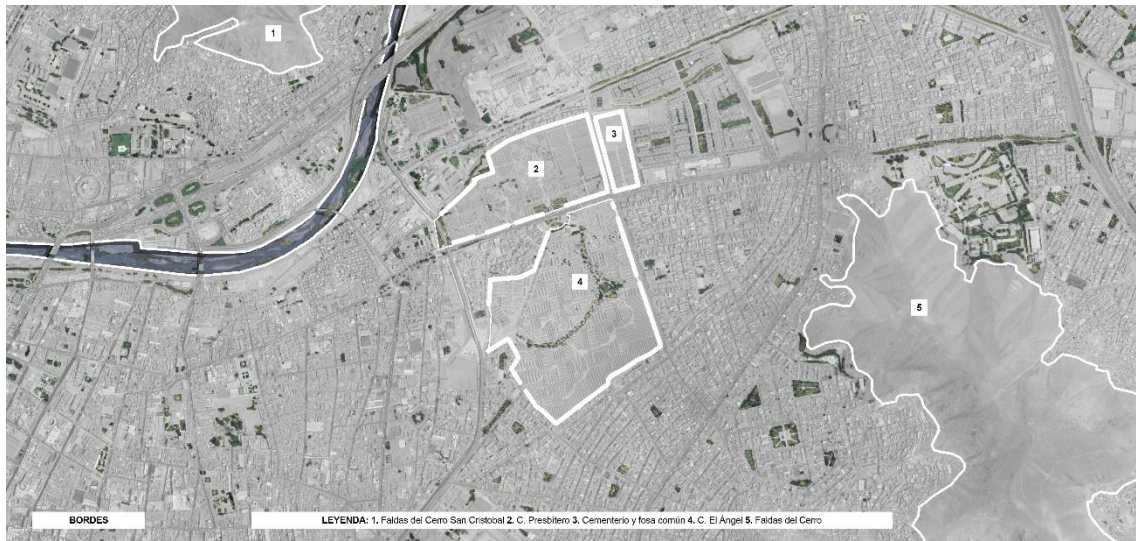 1
2
3
4
5
BORDES
LEYENDA: 1. Faldas del Cerro San Cristobal 2. C. Presbitero 3. Cementerio y fosa común 4. C. El Ángel 5. Faldas del Cerro